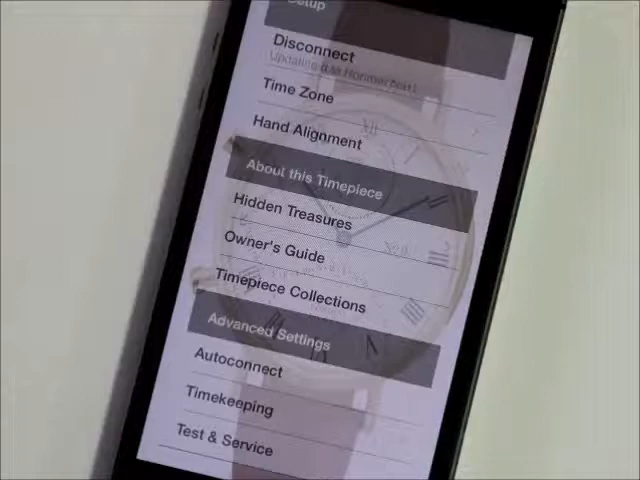 Setup
Disconnect
Time Zone
Hand Alignment
About this Timepiece
Hidden Treasures
Owner's Guide
Timepiece Collections
Advanced Settings
Autoconnect
Timekeeping
Test & Service